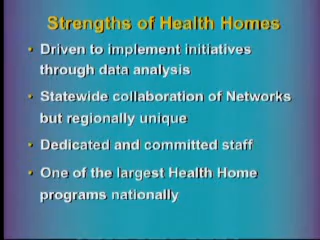 Strengths of Health Homes
• Driven to implement initiatives
through data analysis
• Statewide collaboration of Networks
but regionally unique
• Dedicated and committed staff
• One of the largest Health Home
programs nationally